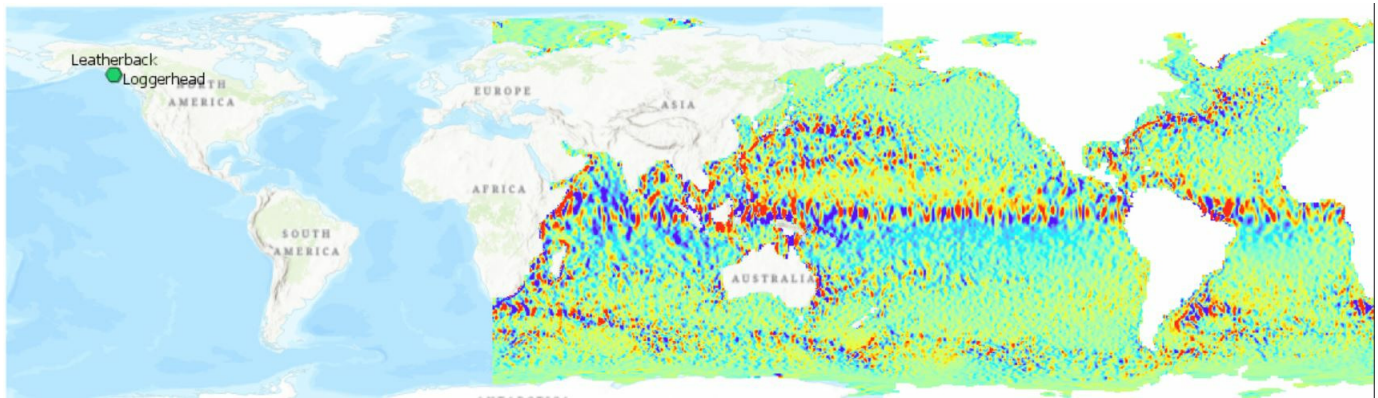 Leatherback
Loggerhead
NORTH
AMERICA
EUROPE
ASIA
AFRICA
SOUTH
AMERICA
AUSTRALIA